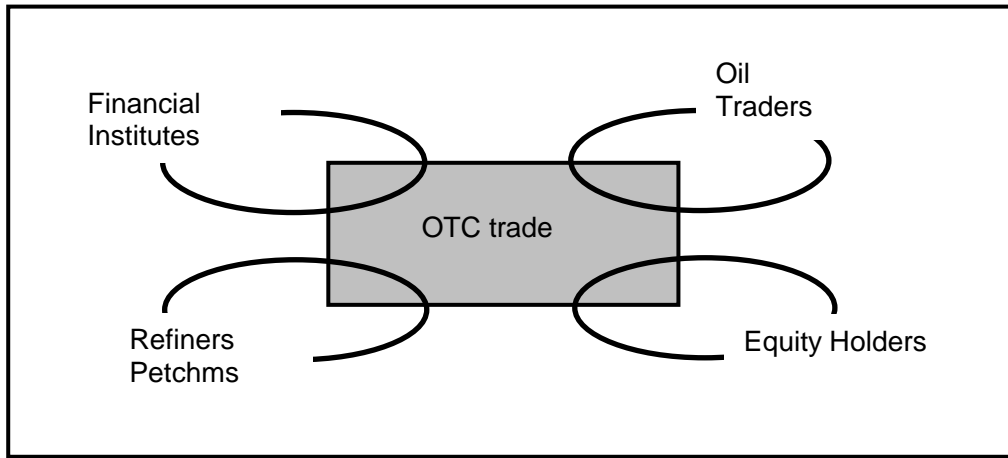 Financial
Institutes
Oil
Traders
OTC trade
Refiners
Petchms
Equity Holders